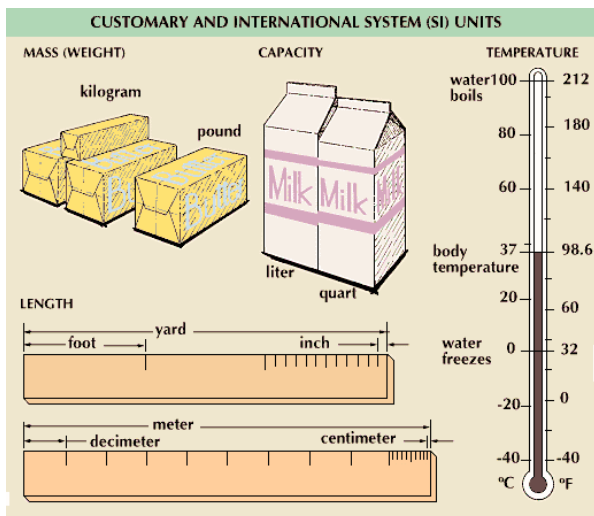 CUSTOMARY AND INTERNATIONAL SYSTEM (SI) UNITS
MASS (WEIGHT)
kilogram
pound
Butter
CAPACITY
Milk
Milk
Milk
liter
quart
TEMPERATURE
water 100 212
boils
80 180
60 140
body 37 98.6
temperature
20 60
water 0 32
freezes
-20 0
-40 -40
°C °F
LENGTH
yard
foot inch
meter
decimeter centimeter